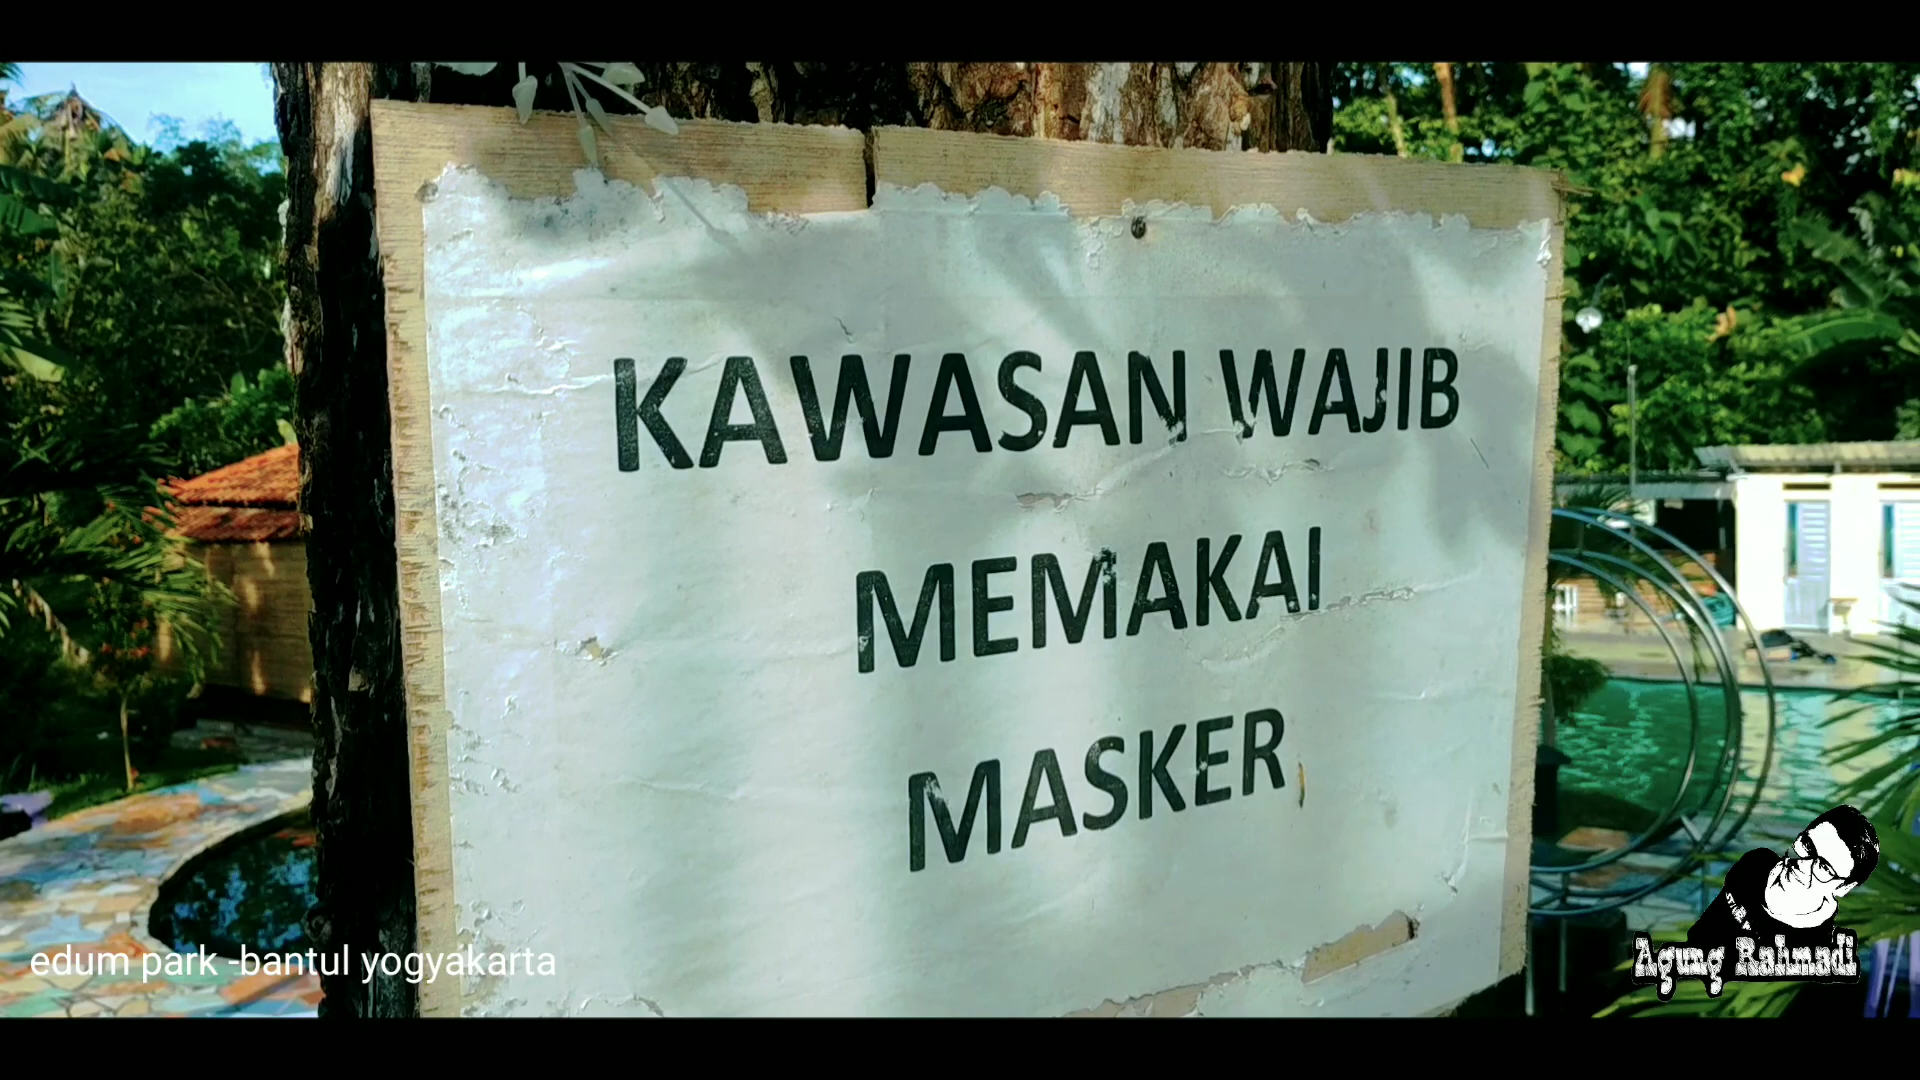 KAWASAN WAJIB
MEMAKAI
MASKER
edum park -bantul yogyakarta
Agung Rahmadi